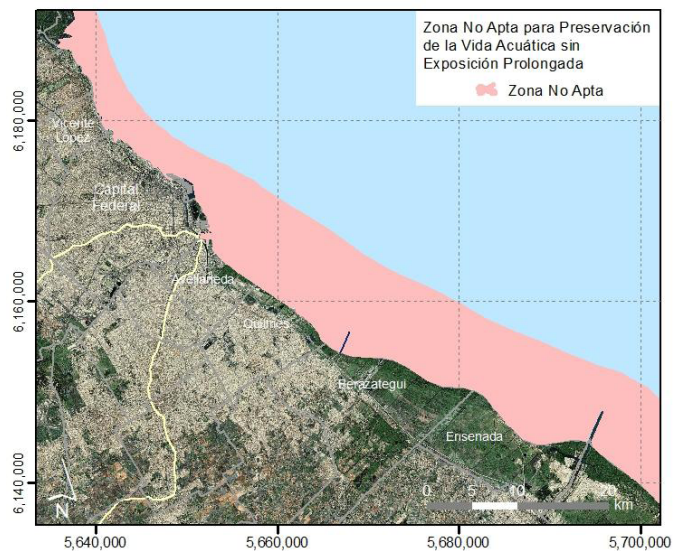 Zona No Apta para Preservación
de la Vida Acuática sin
Exposición Prolongada
Zona No Apta
6,180,000
6,160,000
6,140,000
Vicente
López
Capital
Federal
Avellaneda
Quilmes
Berazategui
Ensenada
N
0 5 10 20
km
5,640,000 5,660,000 5,680,000 5,700,000